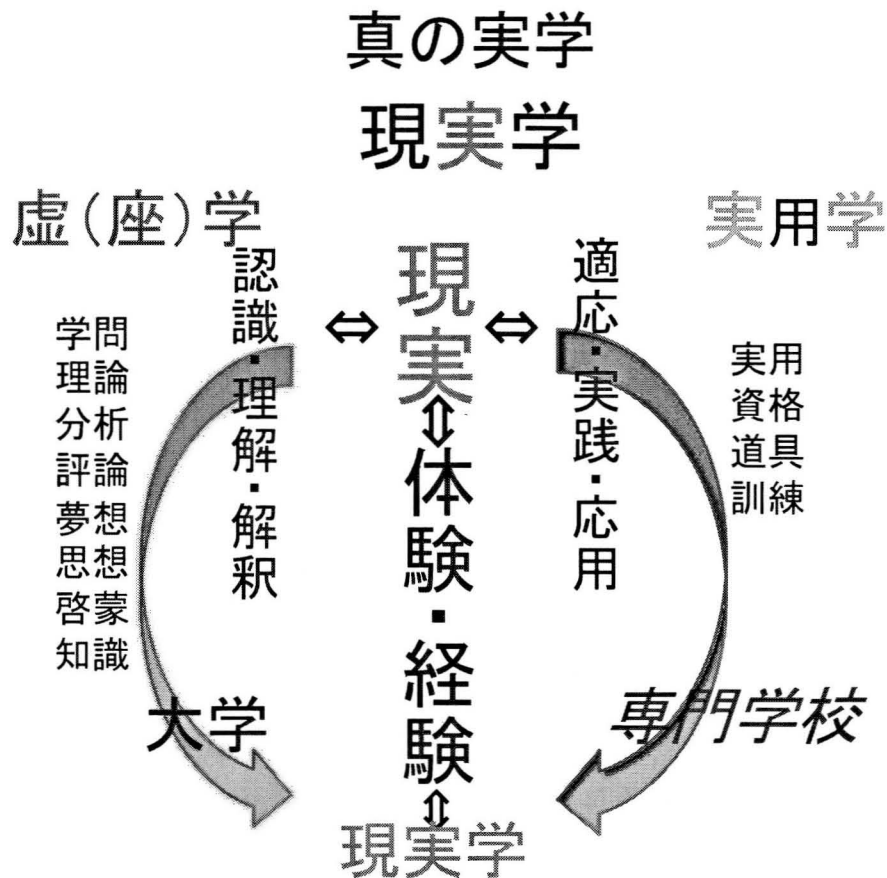 真の実学
現実学
虚(座)学
実用学
認識・理解・解釈
⇔
現実
⇔
適応・実践・応用
学問
理論
分析
評論
夢想
思想
啓蒙
知識
実用
資格
道具
訓練
⇕
体験・経験
大学
専門学校
⇕
現実学